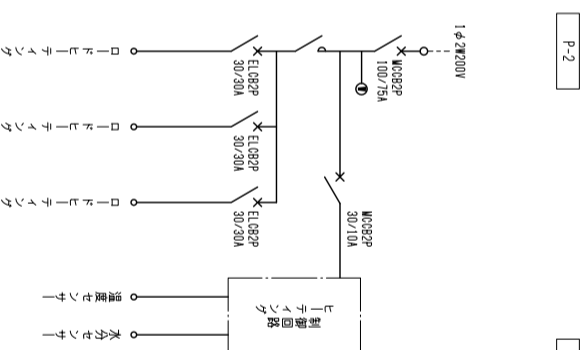 P-2
1φ2W200V
MCCB2P
100/75A
ELCB2P
30/30A
ロードヒーティング
ELCB2P
30/30A
ロードヒーティング
ELCB2P
30/30A
ロードヒーティング
MCCB2P
30/10A
ヒーティング
制御回路
温度センサー
水分センサー